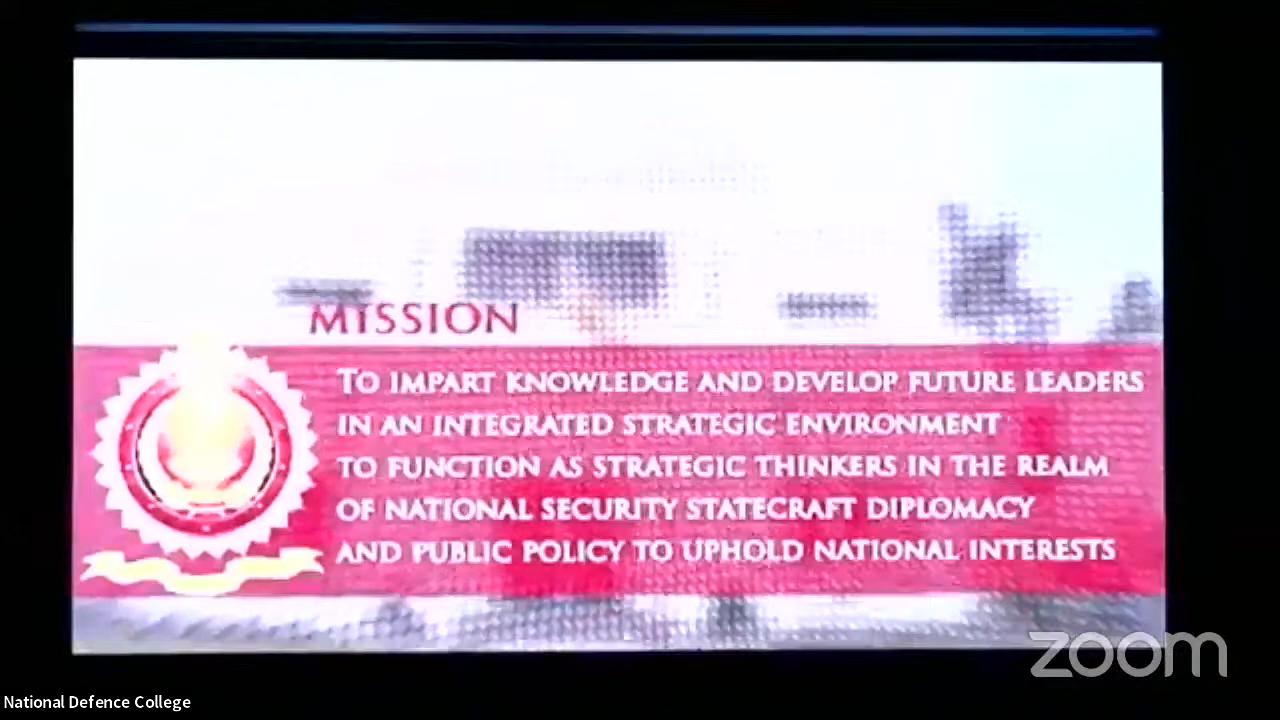 MISSION
TO IMPART KNOWLEDGE AND DEVELOP FUTURE LEADERS
IN AN INTEGRATED STRATEGIC ENVIRONMENT
TO FUNCTION AS STRATEGIC THINKERS IN THE REALM
OF NATIONAL SECURITY STATECRAFT DIPLOMACY
AND PUBLIC POLICY TO UPHOLD NATIONAL INTERESTS
zoom
National Defence College